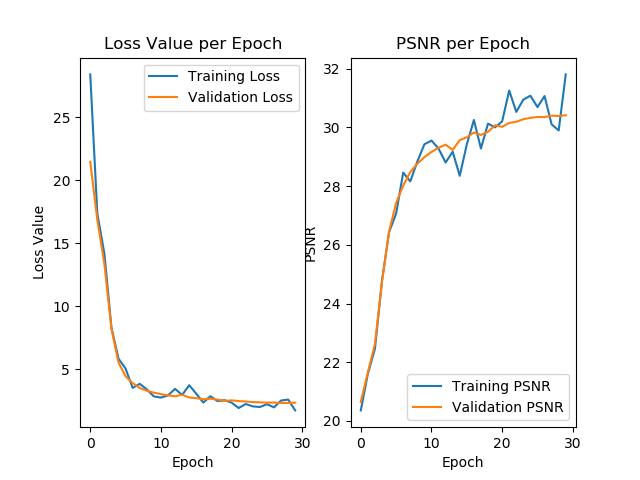 Loss Value per Epoch
Training Loss
Validation Loss
25
20
15
10
5
0
10
20
30
Loss Value
Epoch
PSNR per Epoch
32
30
28
26
24
22
20
0
10
20
30
PSNR
Training PSNR
Validation PSNR
Epoch